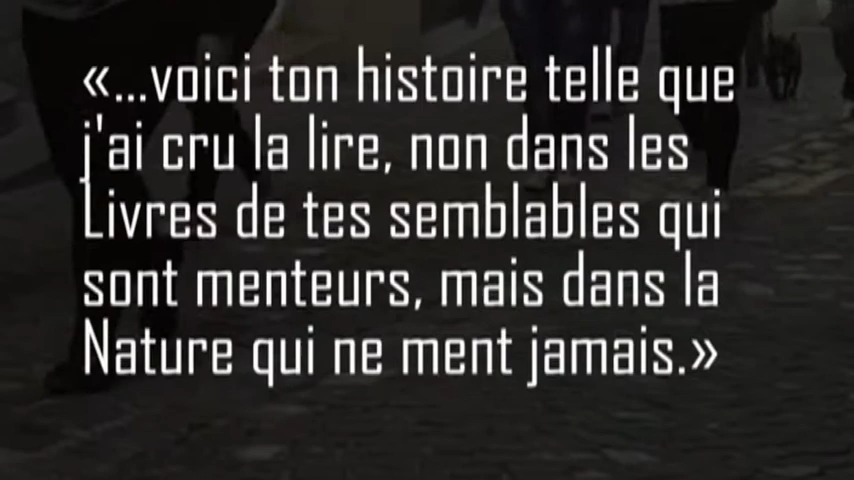 «...voici ton histoire telle que
j'ai cru la lire, non dans les
Livres de tes semblables qui
sont menteurs, mais dans la
Nature qui ne ment jamais.»